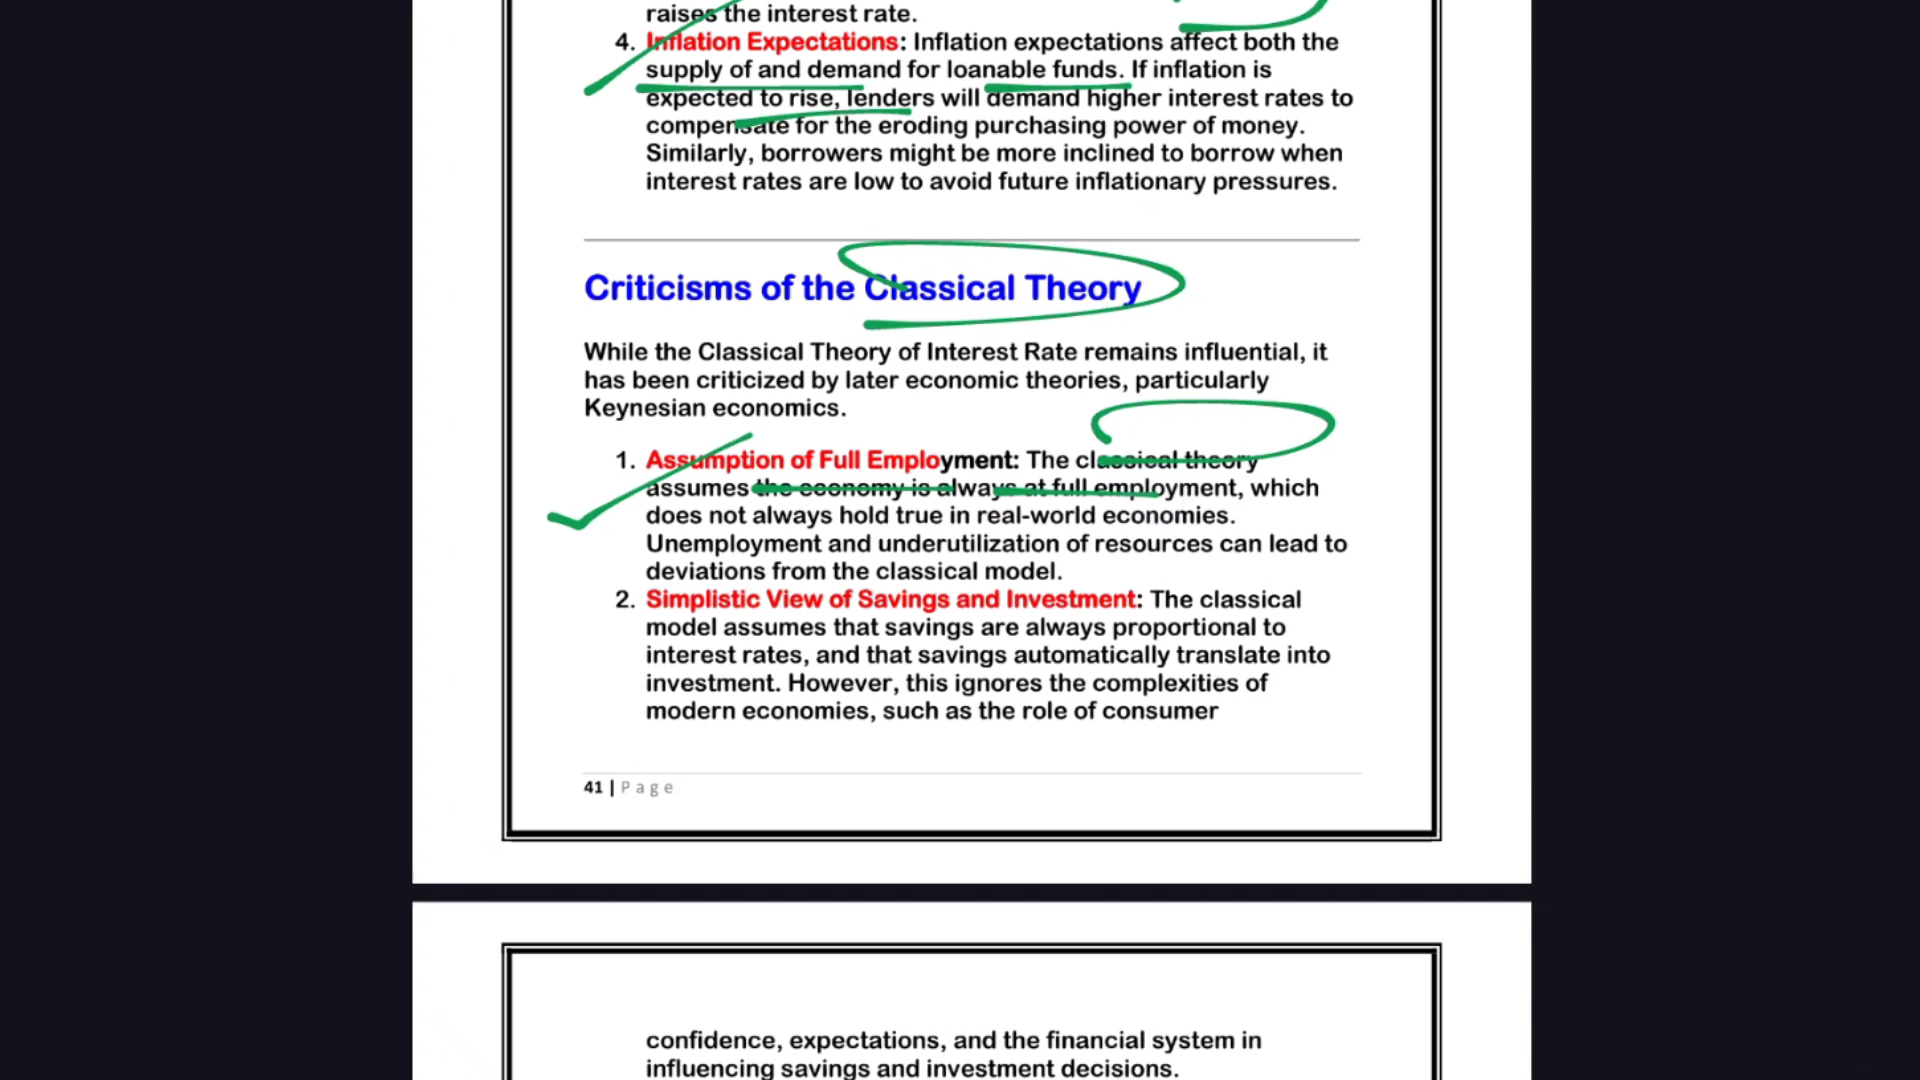 raises the interest rate.
4. Inflation Expectations: Inflation expectations affect both the
supply of and demand for loanable funds. If inflation is
expected to rise, lenders will demand higher interest rates to
compensate for the eroding purchasing power of money.
Similarly, borrowers might be more inclined to borrow when
interest rates are low to avoid future inflationary pressures.
Criticisms of the Classical Theory
While the Classical Theory of Interest Rate remains influential, it
has been criticized by later economic theories, particularly
Keynesian economics.
1. Assumption of Full Employment: The classical theory
assumes the economy is always at full employment, which
does not always hold true in real-world economies.
Unemployment and underutilization of resources can lead to
deviations from the classical model.
2. Simplistic View of Savings and Investment: The classical
model assumes that savings are always proportional to
interest rates, and that savings automatically translate into
investment. However, this ignores the complexities of
modern economies, such as the role of consumer
41 | Page
confidence, expectations, and the financial system in
influencing savings and investment decisions.